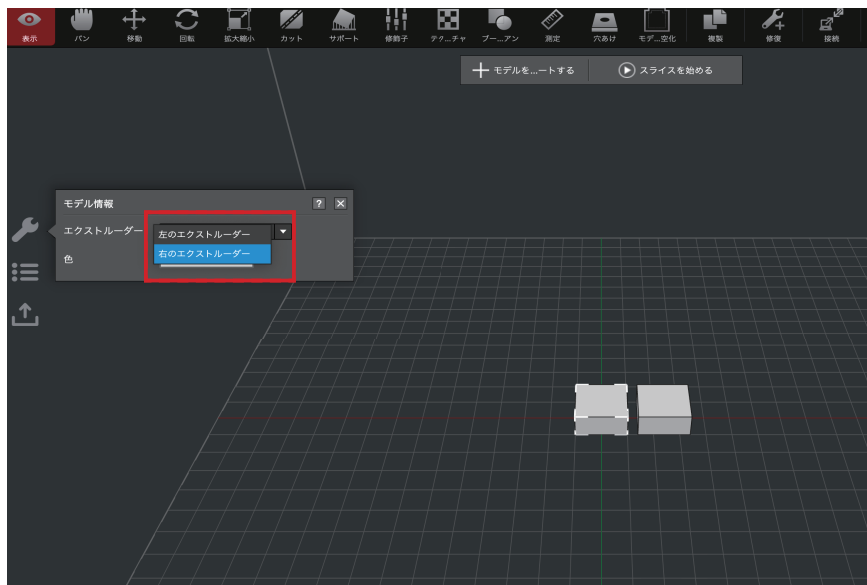 表示 パン 移動 回転 拡大縮小 カット サポート 修飾子 テク...チャ ブー...アン 測定 穴あけ モデ...空化 複製 修復 接続
モデルを...ートする スライスを始める
モデル情報 ?
エクストルーダー 左のエクストルーダー
右のエクストルーダー
色